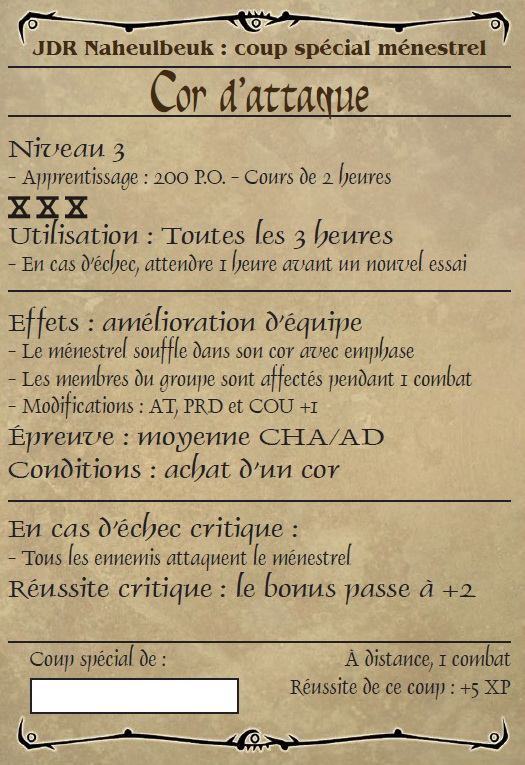 JDR Naheulbeuk : coup spécial ménestrel
Cor d'attaque
Niveau 3
- Apprentissage : 200 P.O. - Cours de 2 heures
X X X
Utilisation : Toutes les 3 heures
- En cas d'échec, attendre 1 heure avant un nouvel essai
Effets : amélioration d'équipe
- Le ménestrel souffle dans son cor avec emphase
- Les membres du groupe sont affectés pendant 1 combat
- Modifications : AT, PRD et COU +1
Épreuve : moyenne CHA/AD
Conditions : achat d'un cor
En cas d'échec critique :
- Tous les ennemis attaquent le ménestrel
Réussite critique : le bonus passe à +2
Coup spécial de :
À distance, 1 combat
Réussite de ce coup : +5 XP